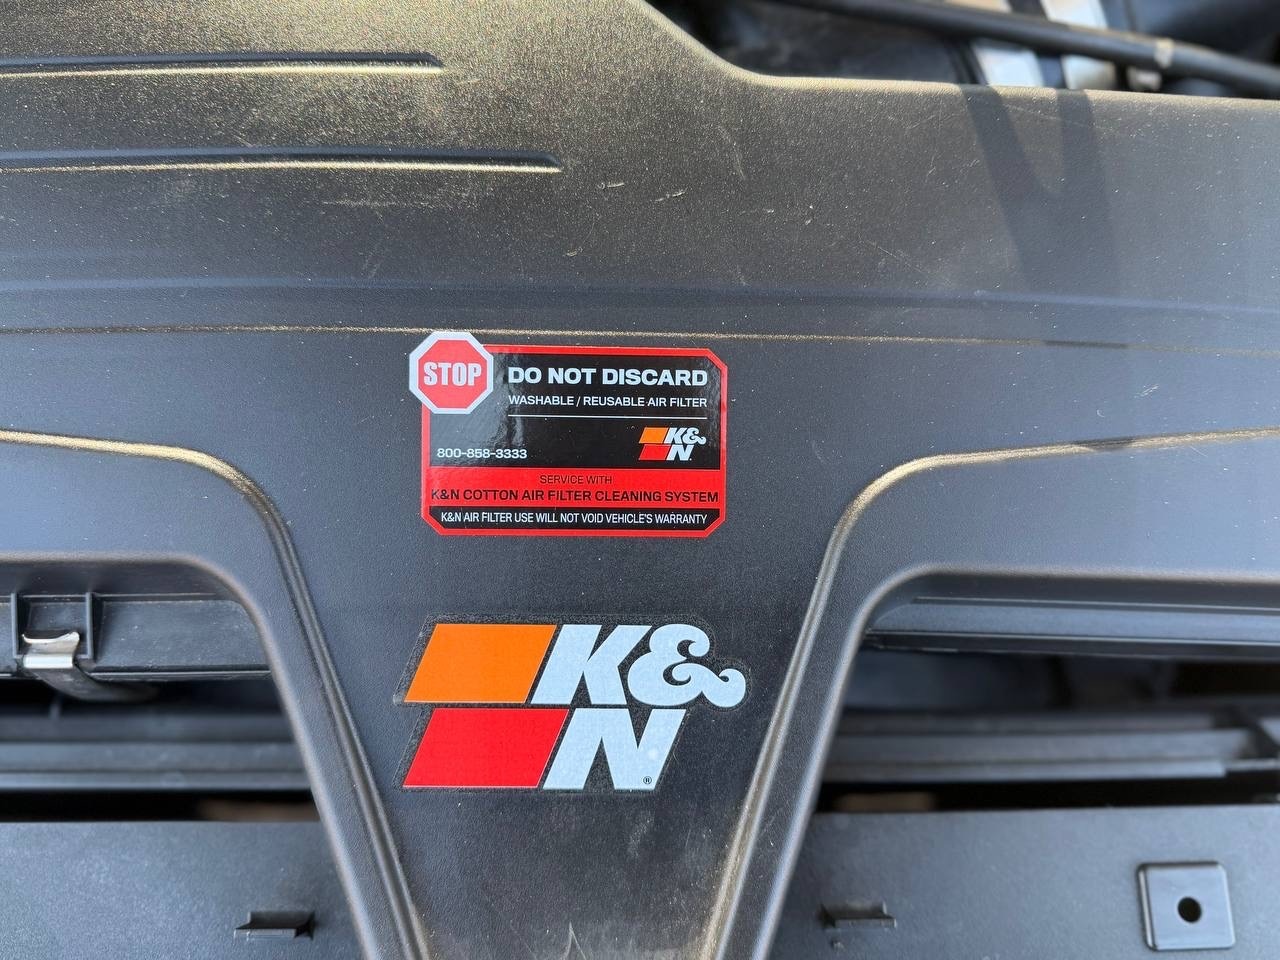 STOP
DO NOT DISCARD
WASHABLE / REUSABLE AIR FILTER
K&N
800-858-3333
SERVICE WITH
K&N COTTON AIR FILTER CLEANING SYSTEM
K&N AIR FILTER USE WILL NOT VOID VEHICLE'S WARRANTY
K&
N®